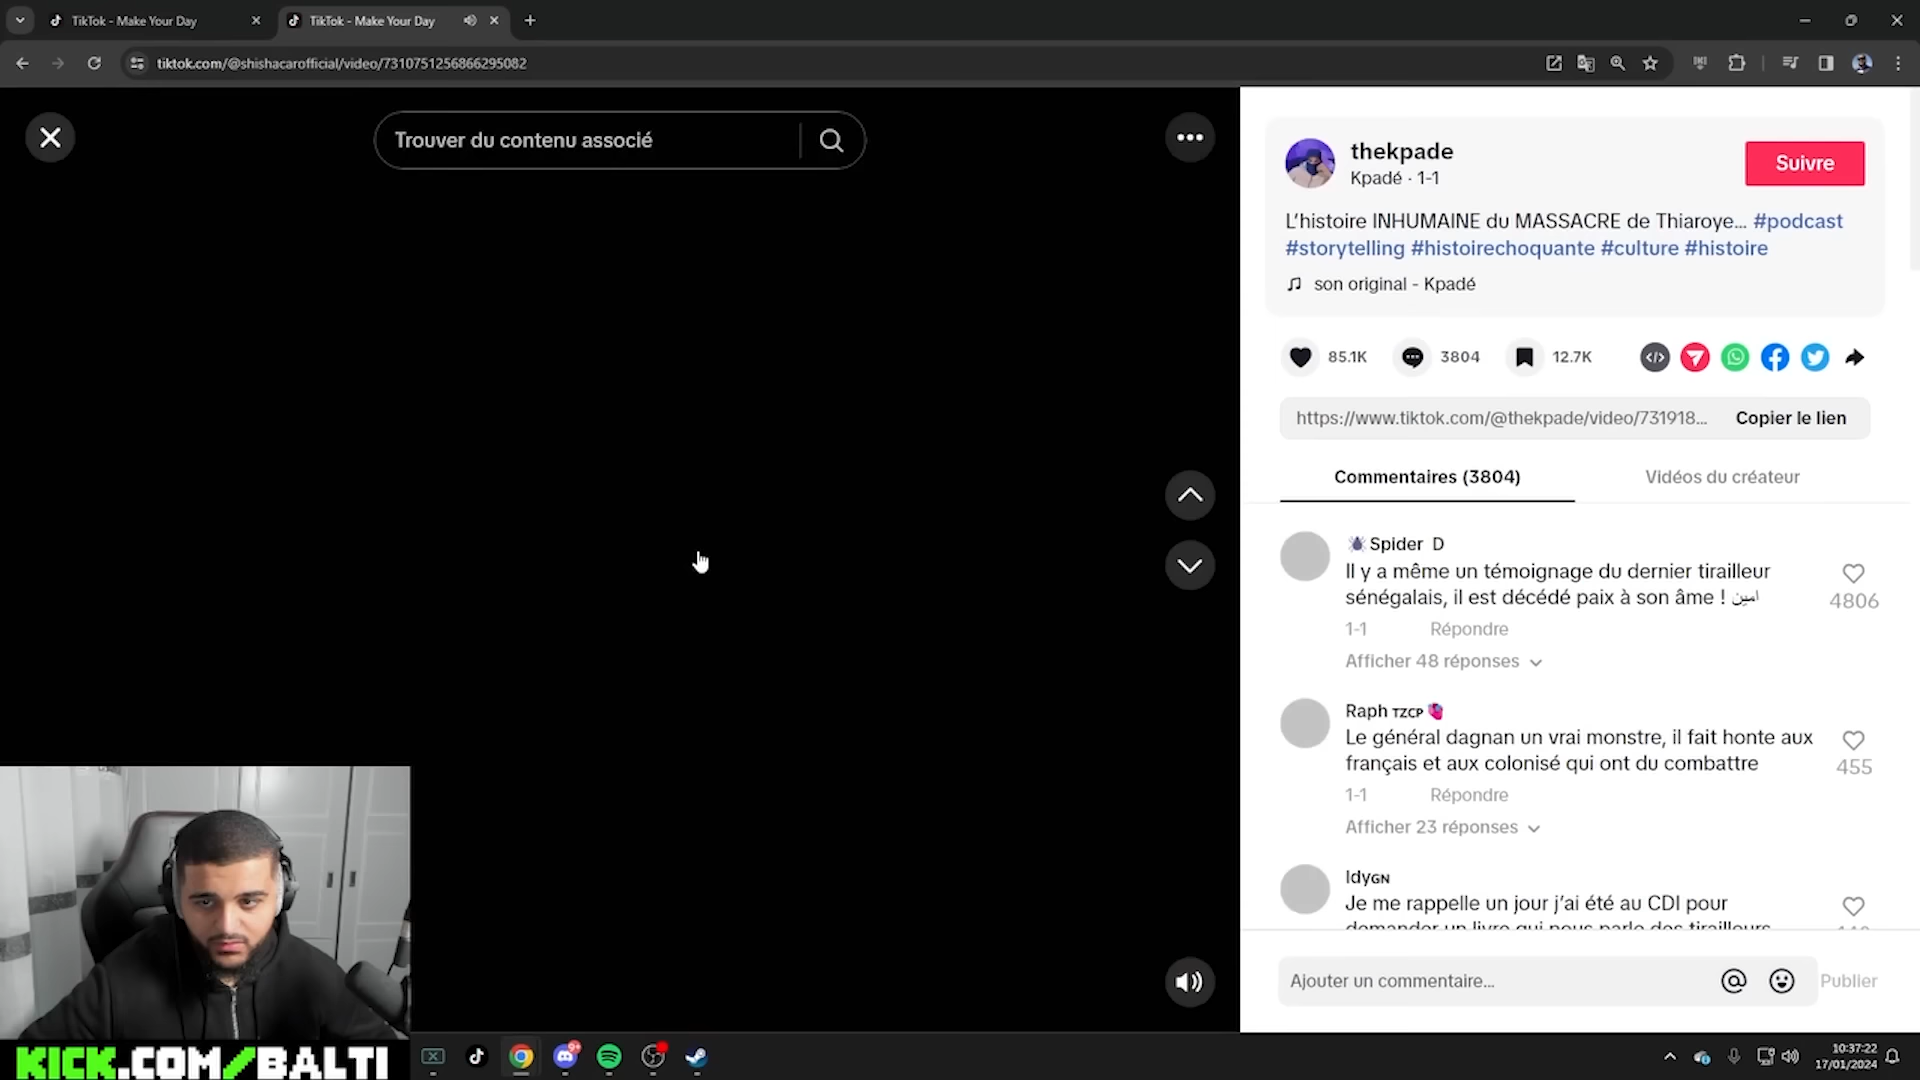 TikTok - Make Your Day
TikTok - Make Your Day
tiktok.com/@shishacarofficial/video/7310751256866295082
Trouver du contenu associé
thekpade
Kpadé · 1-1
Suivre
L'histoire INHUMAINE du MASSACRE de Thiaroye... #podcast
#storytelling #histoirechoquante #culture #histoire
son original - Kpadé
85.1K
3804
12.7K
https://www.tiktok.com/@thekpade/video/731918...
Copier le lien
Commentaires (3804)
Vidéos du créateur
Spider D
Il y a même un témoignage du dernier tirailleur
sénégalais, il est décédé paix à son âme ! امين
4806
1-1
Répondre
Afficher 48 réponses
Raph TZCP
Le général dagnan un vrai monstre, il fait honte aux
français et aux colonisé qui ont du combattre
455
1-1
Répondre
Afficher 23 réponses
IdyGN
Je me rappelle un jour j'ai été au CDI pour
demander un livre qui nous parle des tirailleurs
Ajouter un commentaire...
Publier
KICK.COM/BALTI
10:37:22
17/01/2024